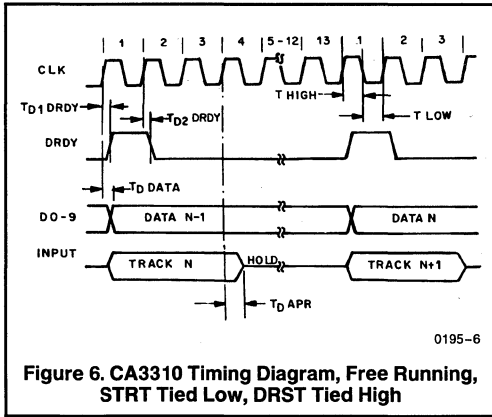 1 2 3 4 5-12 13 1 2 3
CLK
T HIGH
TD1 DRDY
TD2 DRDY
T LOW
DRDY
TD DATA
DO-9 DATA N-1 DATA N
INPUT
TRACK N HOLD TRACK N+1
TD APR
0195-6
Figure 6. CA3310 Timing Diagram, Free Running,
STRT Tied Low, DRST Tied High